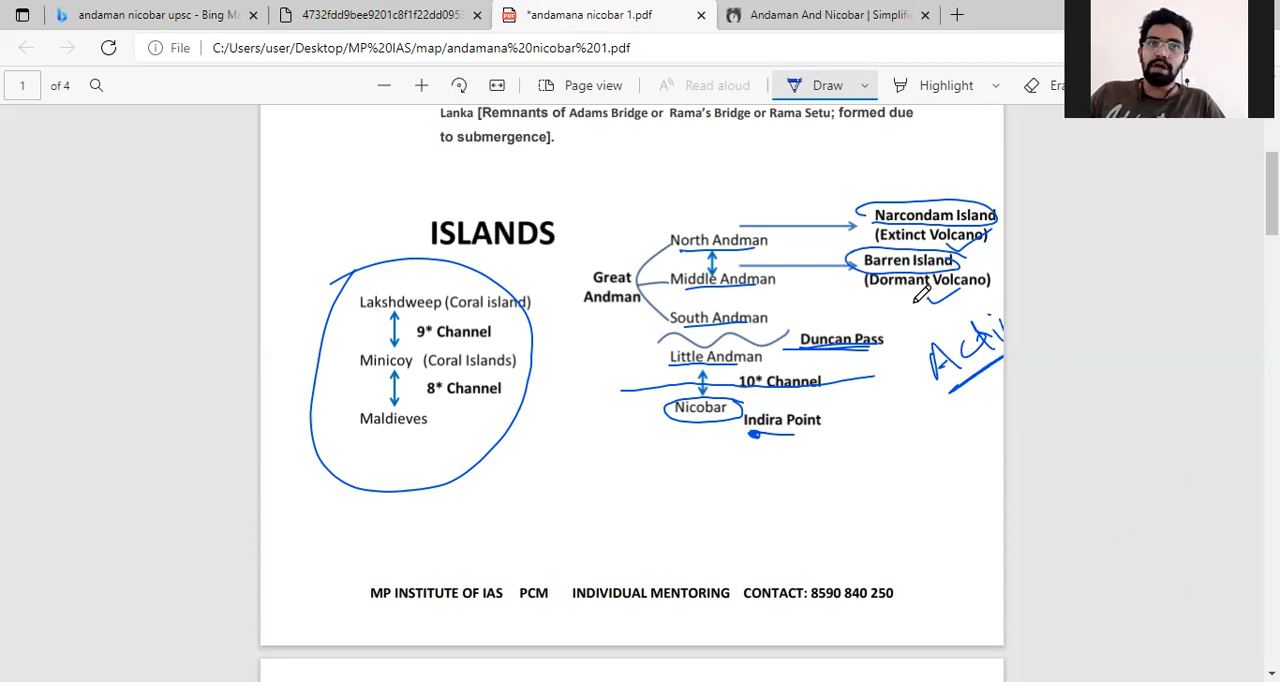 andaman nicobar upsc - Bing Ma
4732fdd9bee9201c8f1f22dd095
*andamana nicobar 1.pdf
Andaman And Nicobar | Simplifi
File
C:/Users/user/Desktop/MP%20IAS/map/andamana%20nicobar%201.pdf
1 of 4
Page view
Read aloud
Draw
Highlight
Era
Lanka [Remnants of Adams Bridge or Rama's Bridge or Rama Setu; formed due
to submergence].
ISLANDS
Lakshdweep (Coral island)
9* Channel
Minicoy (Coral Islands)
8* Channel
Maldieves
Great
Andman
North Andman
Middle Andman
South Andman
Duncan Pass
Little Andman
10* Channel
Nicobar
Indira Point
Narcondam Island
(Extinct Volcano)
Barren Island
(Dormant Volcano)
Acti
MP INSTITUTE OF IAS PCM INDIVIDUAL MENTORING CONTACT: 8590 840 250